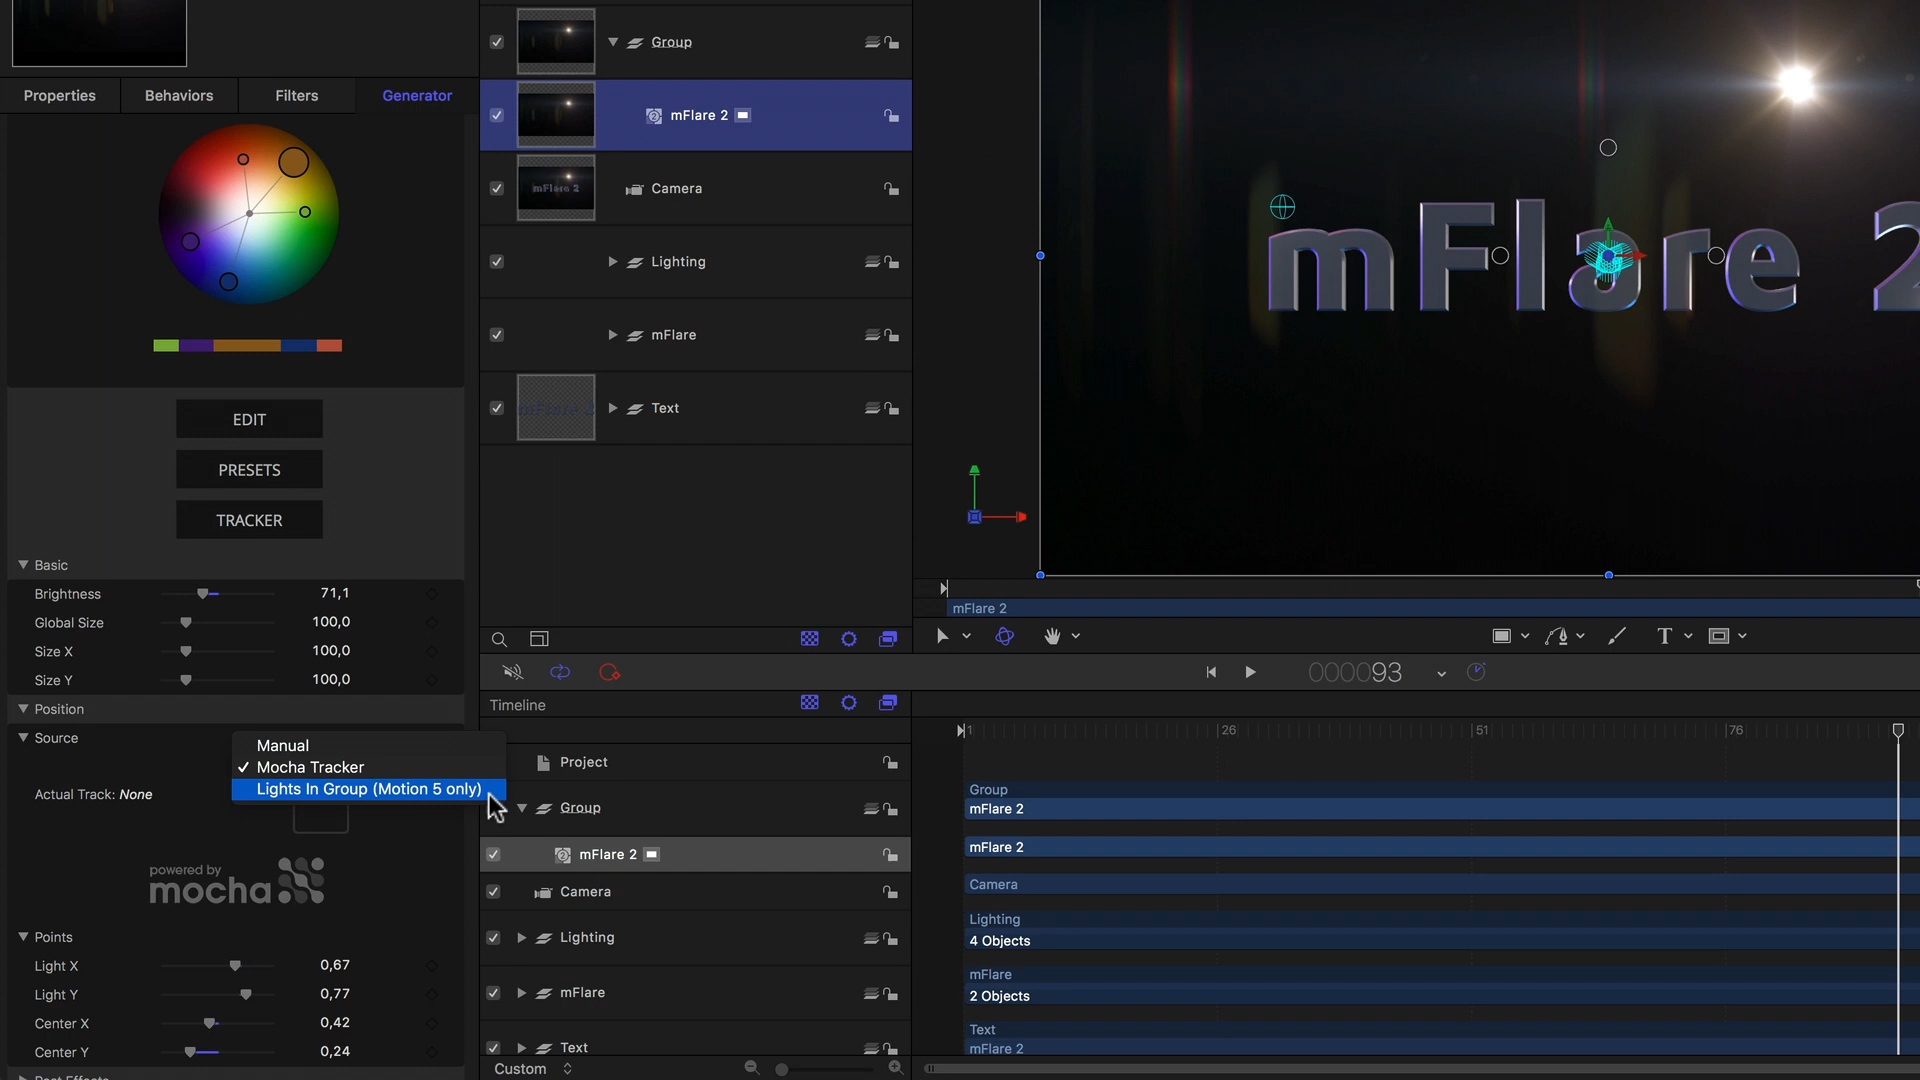 Group
Properties
Behaviors
Filters
Generator
mFlare 2
Camera
mFlare 2
Lighting
mFlare
Text
EDIT
PRESETS
TRACKER
Basic
Brightness
71,1
Global Size
100,0
Size X
100,0
Size Y
100,0
Position
Source
Manual
✓ Mocha Tracker
Lights In Group (Motion 5 only)
Actual Track: None
powered by
mocha
Points
Light X
0,67
Light Y
0,77
Center X
0,42
Center Y
0,24
mFlare 2
T
000093
Timeline
1
26
51
76
Project
Group
mFlare 2
Camera
Lighting
mFlare
Text
Custom
Group
mFlare 2
mFlare 2
Camera
Lighting
4 Objects
mFlare
2 Objects
Text
mFlare 2
mFlare 2